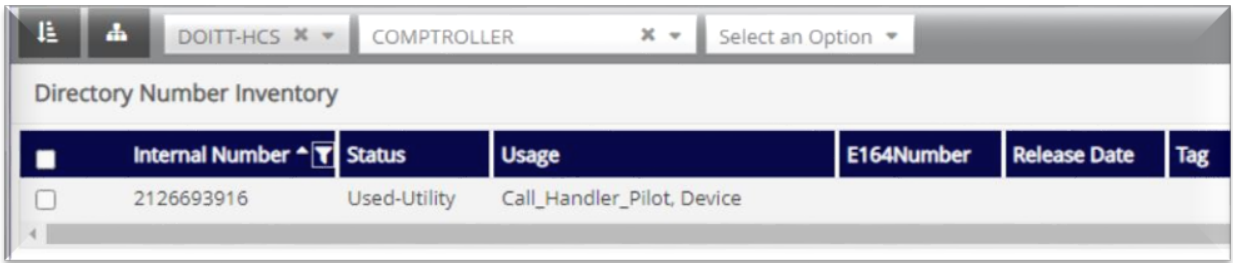 DOITT-HCS COMPTROLLER Select an Option
Directory Number Inventory
Internal Number Status Usage E164Number Release Date Tag
2126693916 Used-Utility Call_Handler_Pilot, Device